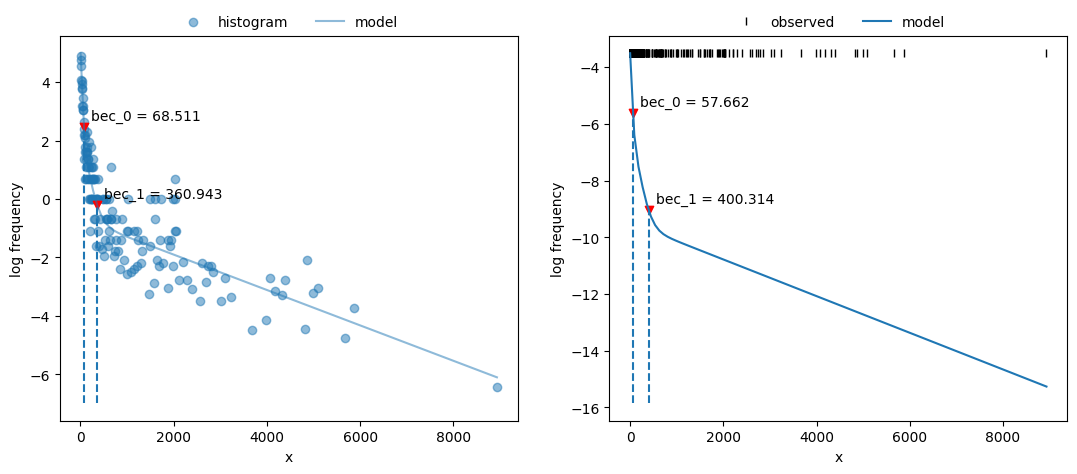 histogram model
4
2
0
−2
−4
−6
log frequency
bec_0 = 68.511
bec_1 = 360.943
0 2000 4000 6000 8000
x
observed model
−4
−6
−8
−10
−12
−14
−16
log frequency
bec_0 = 57.662
bec_1 = 400.314
0 2000 4000 6000 8000
x